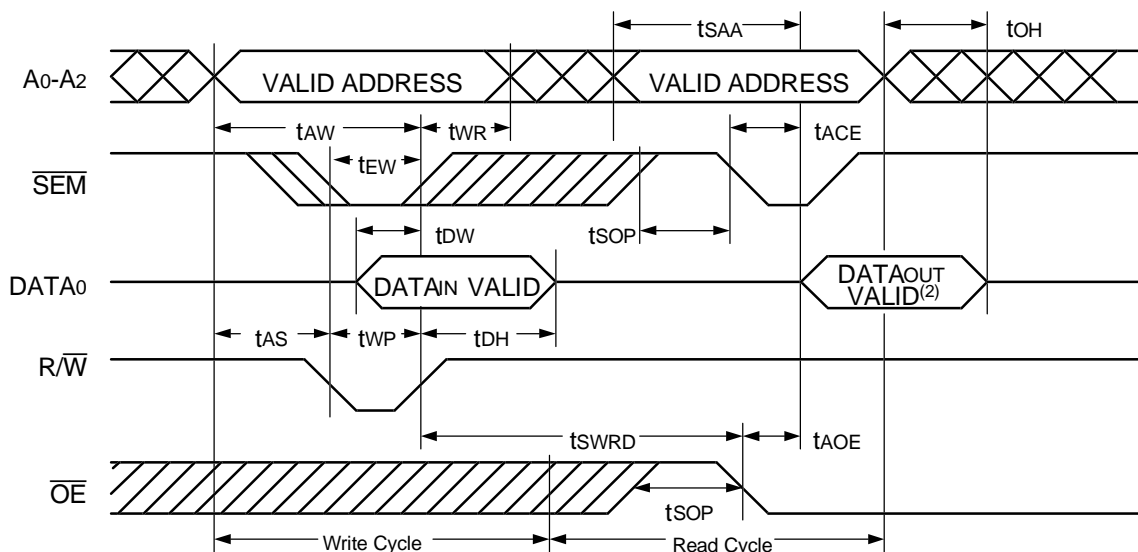 tSAA
tOH
A0-A2
VALID ADDRESS
VALID ADDRESS
tAW
tWR
tACE
tEW
SEM
tDW
tSOP
DATA0
DATAIN VALID
DATAOUT
VALID(2)
tAS
tWP
tDH
R/W
tSWRD
tAOE
OE
tSOP
Write Cycle
Read Cycle